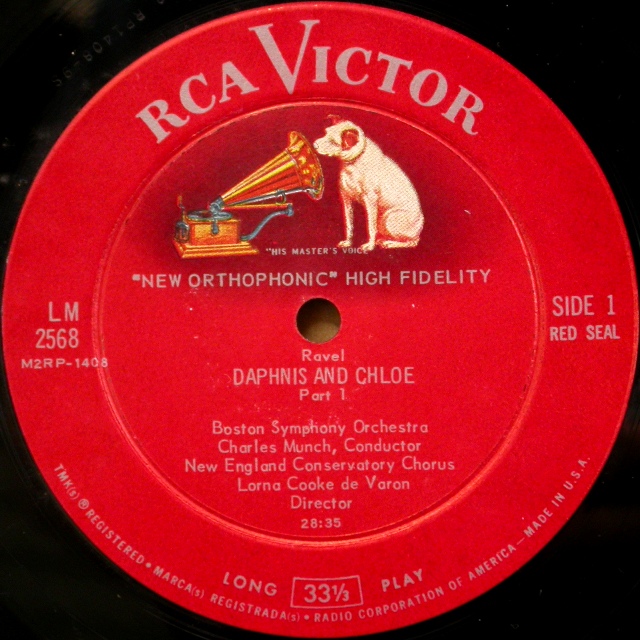 RCA VICTOR
"HIS MASTER'S VOICE"
"NEW ORTHOPHONIC" HIGH FIDELITY
LM
2568
M2RP-1408
SIDE 1
RED SEAL
Ravel
DAPHNIS AND CHLOE
Part 1
Boston Symphony Orchestra
Charles Munch, Conductor
New England Conservatory Chorus
Lorna Cooke de Varon
Director
28:35
LONG 33⅓ PLAY
TMK(s) ® REGISTERED • MARCA(s) REGISTRADA(s) • RADIO CORPORATION OF AMERICA—MADE IN U.S.A.